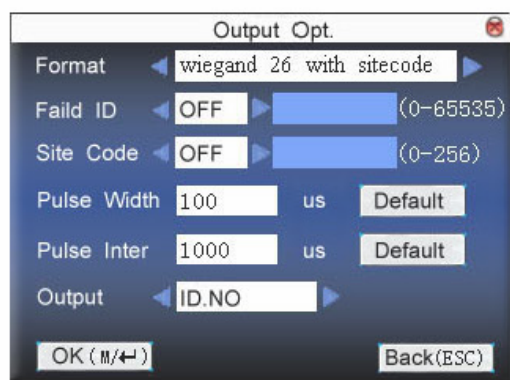 Output Opt.
Format wiegand 26 with sitecode
Faild ID OFF (0-65535)
Site Code OFF (0-256)
Pulse Width 100 us Default
Pulse Inter 1000 us Default
Output ID.NO
OK(M/↵) Back(ESC)